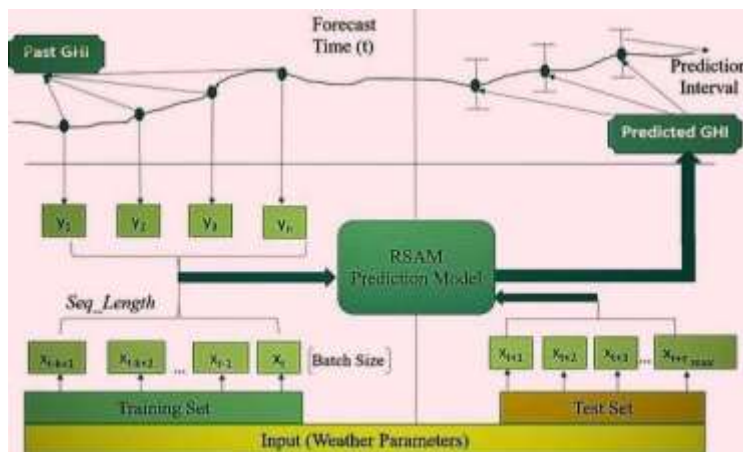 Forecast
Time (t)
Past GHI
Prediction
Interval
Predicted GHI
y₁ y₂ y₃ yₙ
RSAM
Prediction Model
Seq_Length
xₜ₋ₖ₊₁ xₜ₋ₖ₊₂ ... xₜ₋₁ xₜ [Batch Size]
xₜ₊₁ xₜ₊₂ xₜ₊₃ ...
Training Set
Test Set
Input (Weather Parameters)